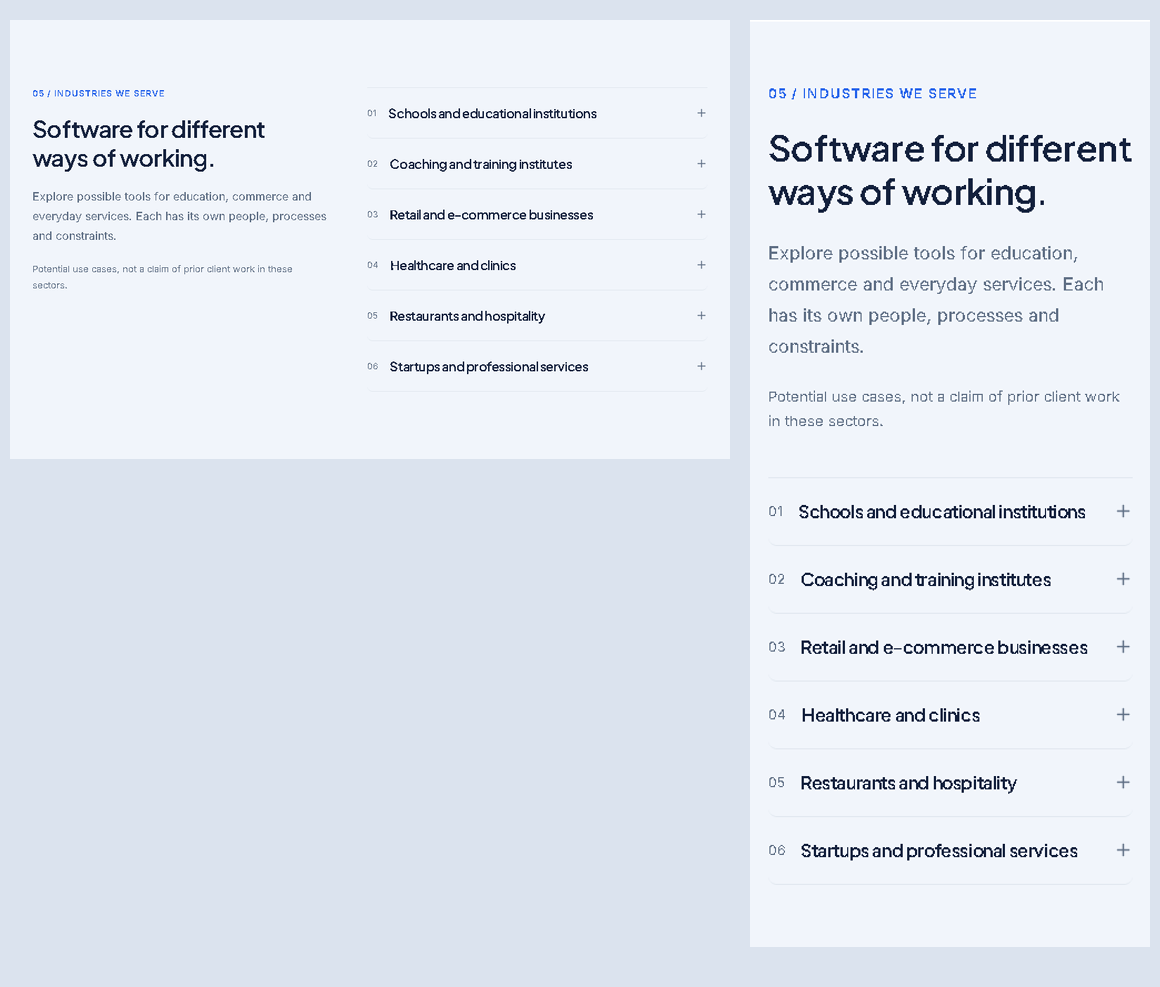 05 / INDUSTRIES WE SERVE
Software for different
ways of working.
Explore possible tools for education, commerce and
everyday services. Each has its own people, processes
and constraints.
Potential use cases, not a claim of prior client work in these
sectors.
01 Schools and educational institutions +
02 Coaching and training institutes +
03 Retail and e-commerce businesses +
04 Healthcare and clinics +
05 Restaurants and hospitality +
06 Startups and professional services +
05 / INDUSTRIES WE SERVE
Software for different
ways of working.
Explore possible tools for education,
commerce and everyday services. Each
has its own people, processes and
constraints.
Potential use cases, not a claim of prior client work
in these sectors.
01 Schools and educational institutions +
02 Coaching and training institutes +
03 Retail and e-commerce businesses +
04 Healthcare and clinics +
05 Restaurants and hospitality +
06 Startups and professional services +